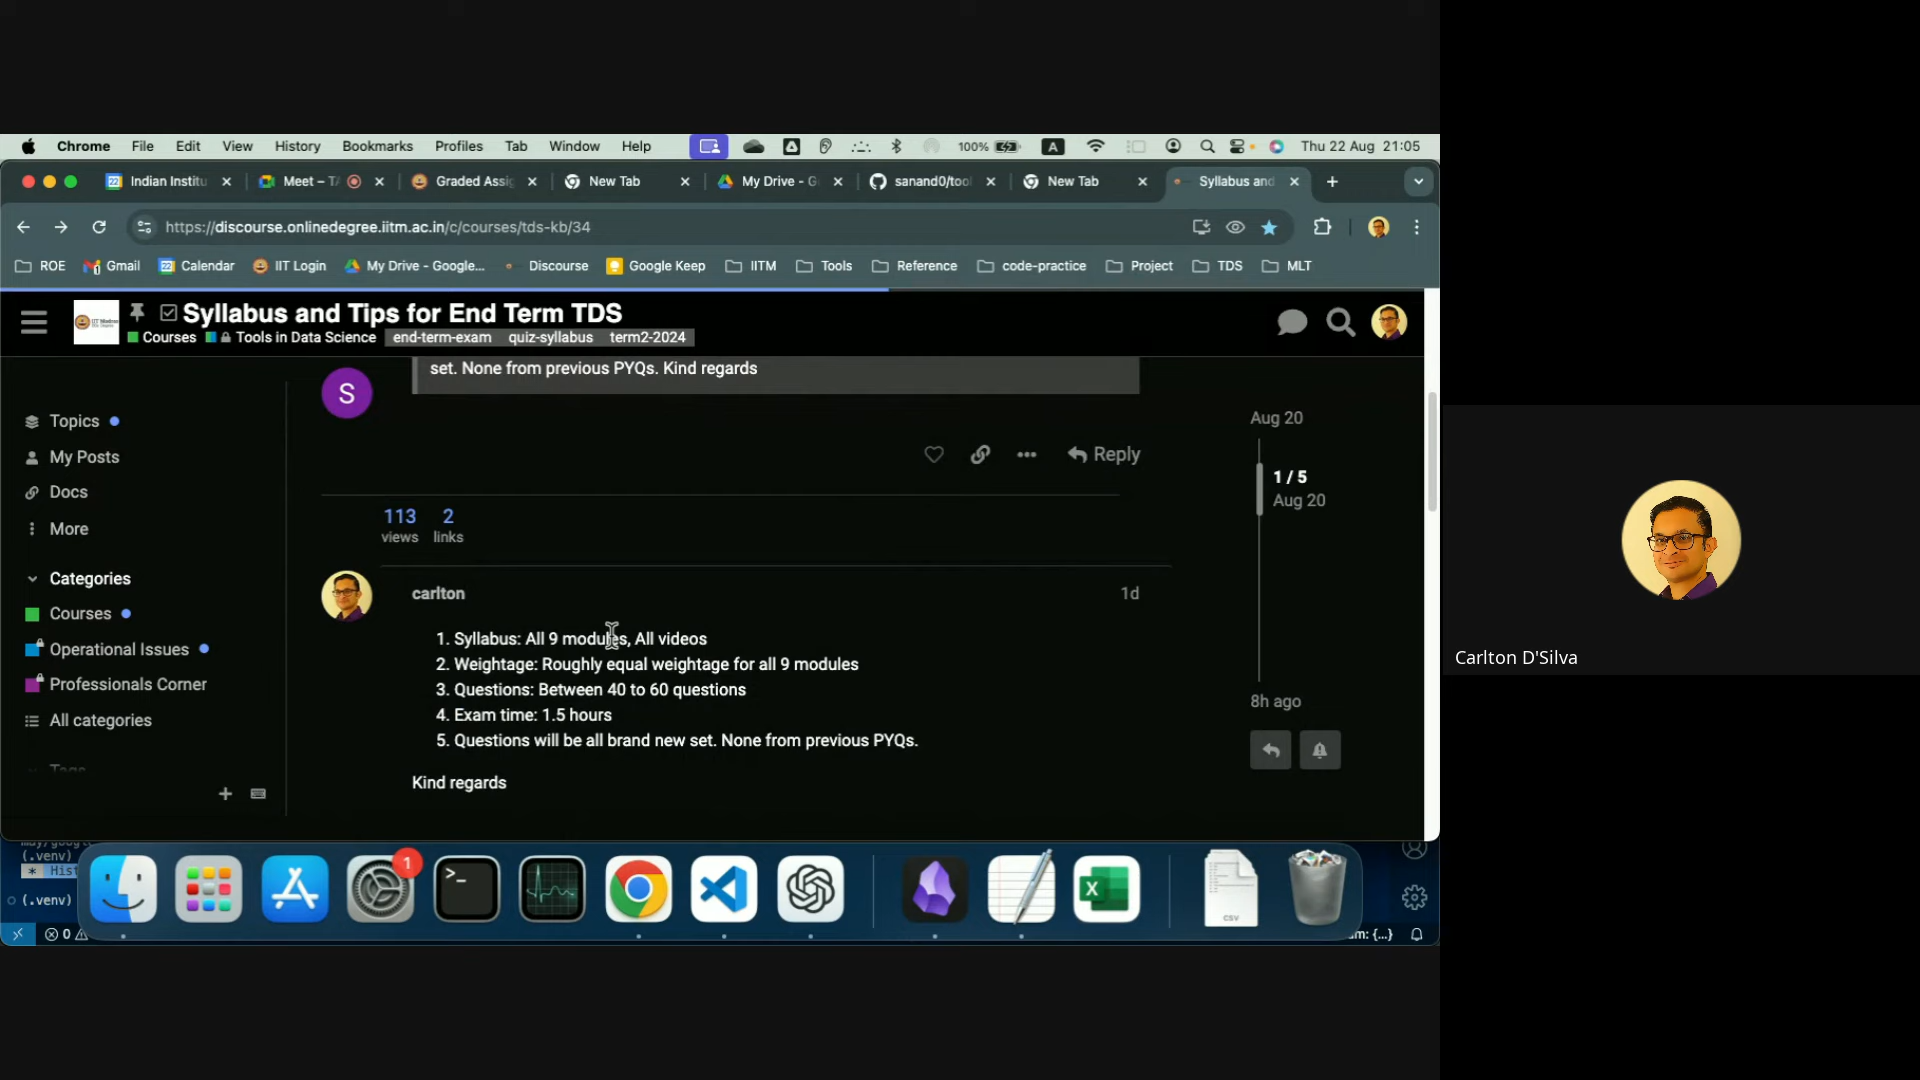 Chrome File Edit View History Bookmarks Profiles Tab Window Help 100% A Thu 22 Aug 21:05
Indian Institu Meet – T Graded Assig New Tab My Drive - G sanand0/too New Tab Syllabus and
https://discourse.onlinedegree.iitm.ac.in/c/courses/tds-kb/34
ROE Gmail Calendar IIT Login My Drive - Google... Discourse Google Keep IITM Tools Reference code-practice Project TDS MLT
Syllabus and Tips for End Term TDS
Courses Tools in Data Science end-term-exam quiz-syllabus term2-2024
set. None from previous PYQs. Kind regards
S
Reply
Topics
My Posts
Docs
More
Categories
Courses
Operational Issues
Professionals Corner
All categories
Tags
113 views
2 links
carlton 1d
1. Syllabus: All 9 modules, All videos
2. Weightage: Roughly equal weightage for all 9 modules
3. Questions: Between 40 to 60 questions
4. Exam time: 1.5 hours
5. Questions will be all brand new set. None from previous PYQs.
Kind regards
Aug 20
1 / 5
Aug 20
8h ago
Carlton D'Silva
(.venv)
* Hist
(.venv)
0
1
>_
X
CSV
{...}